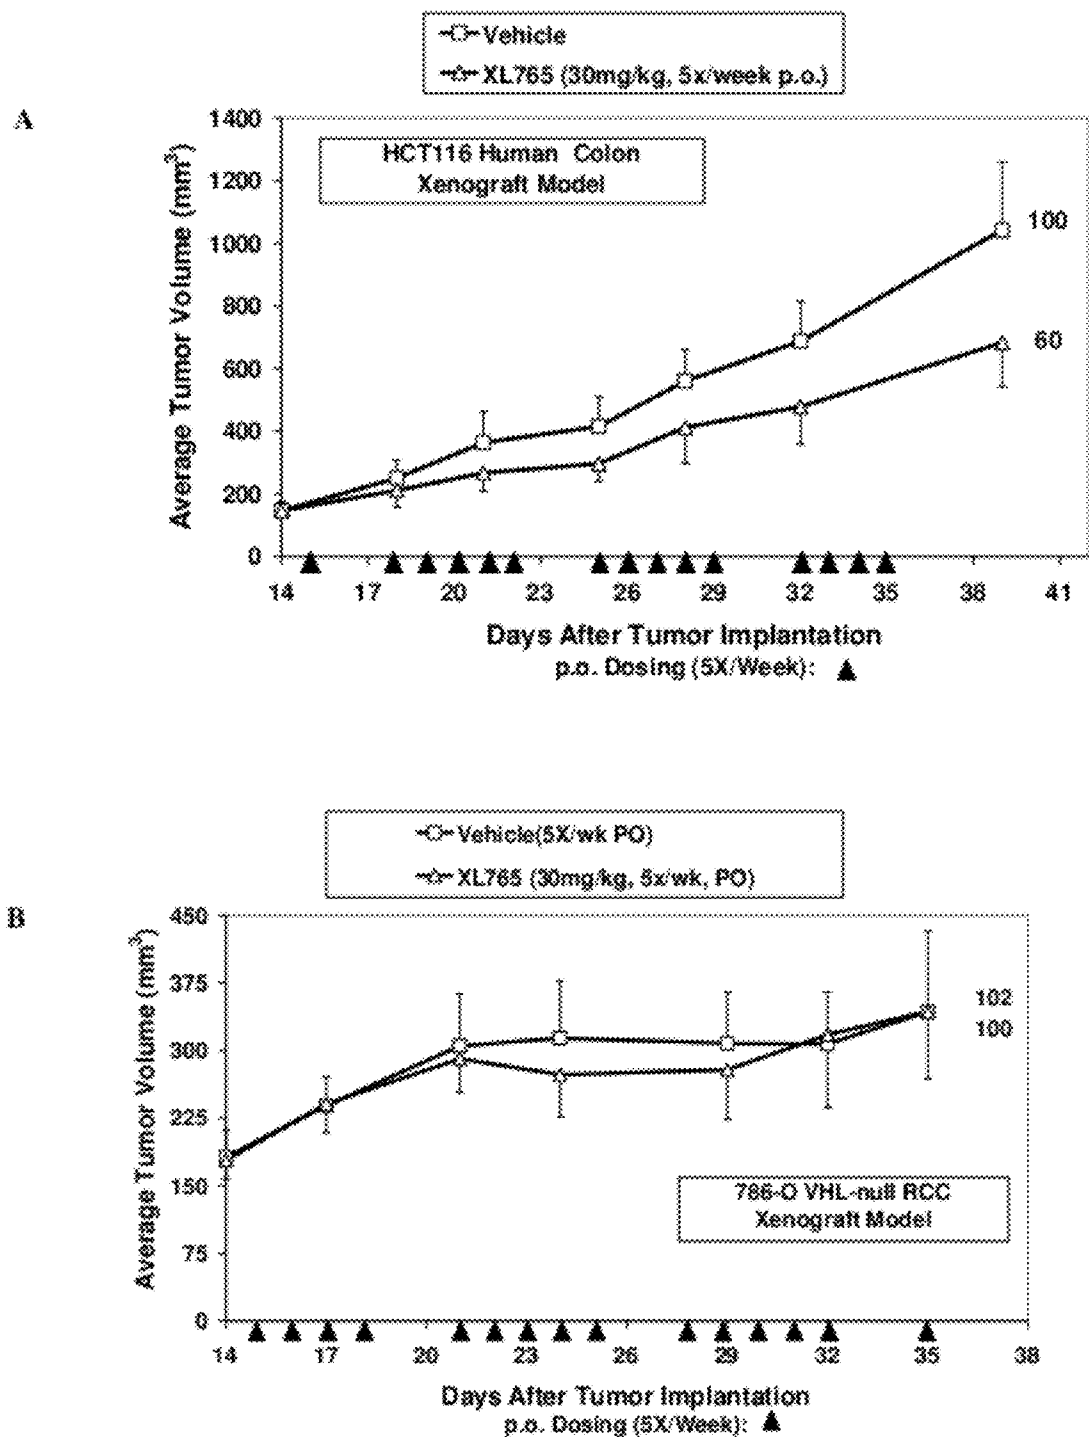 Vehicle
XL765 (30mg/kg, 5x/week p.o.)
A
HCT116 Human Colon
Xenograft Model
Average Tumor Volume (mm³)
1400
1200
1000
800
600
400
200
0
100
60
14 17 20 23 26 29 32 35 38 41
Days After Tumor Implantation
p.o. Dosing (5X/Week): ▲
Vehicle(5X/wk PO)
XL765 (30mg/kg, 5x/wk, PO)
B
Average Tumor Volume (mm³)
450
375
300
225
150
75
0
102
100
786-O VHL-null RCC
Xenograft Model
14 17 20 23 26 29 32 35 38
Days After Tumor Implantation
p.o. Dosing (5X/Week): ▲